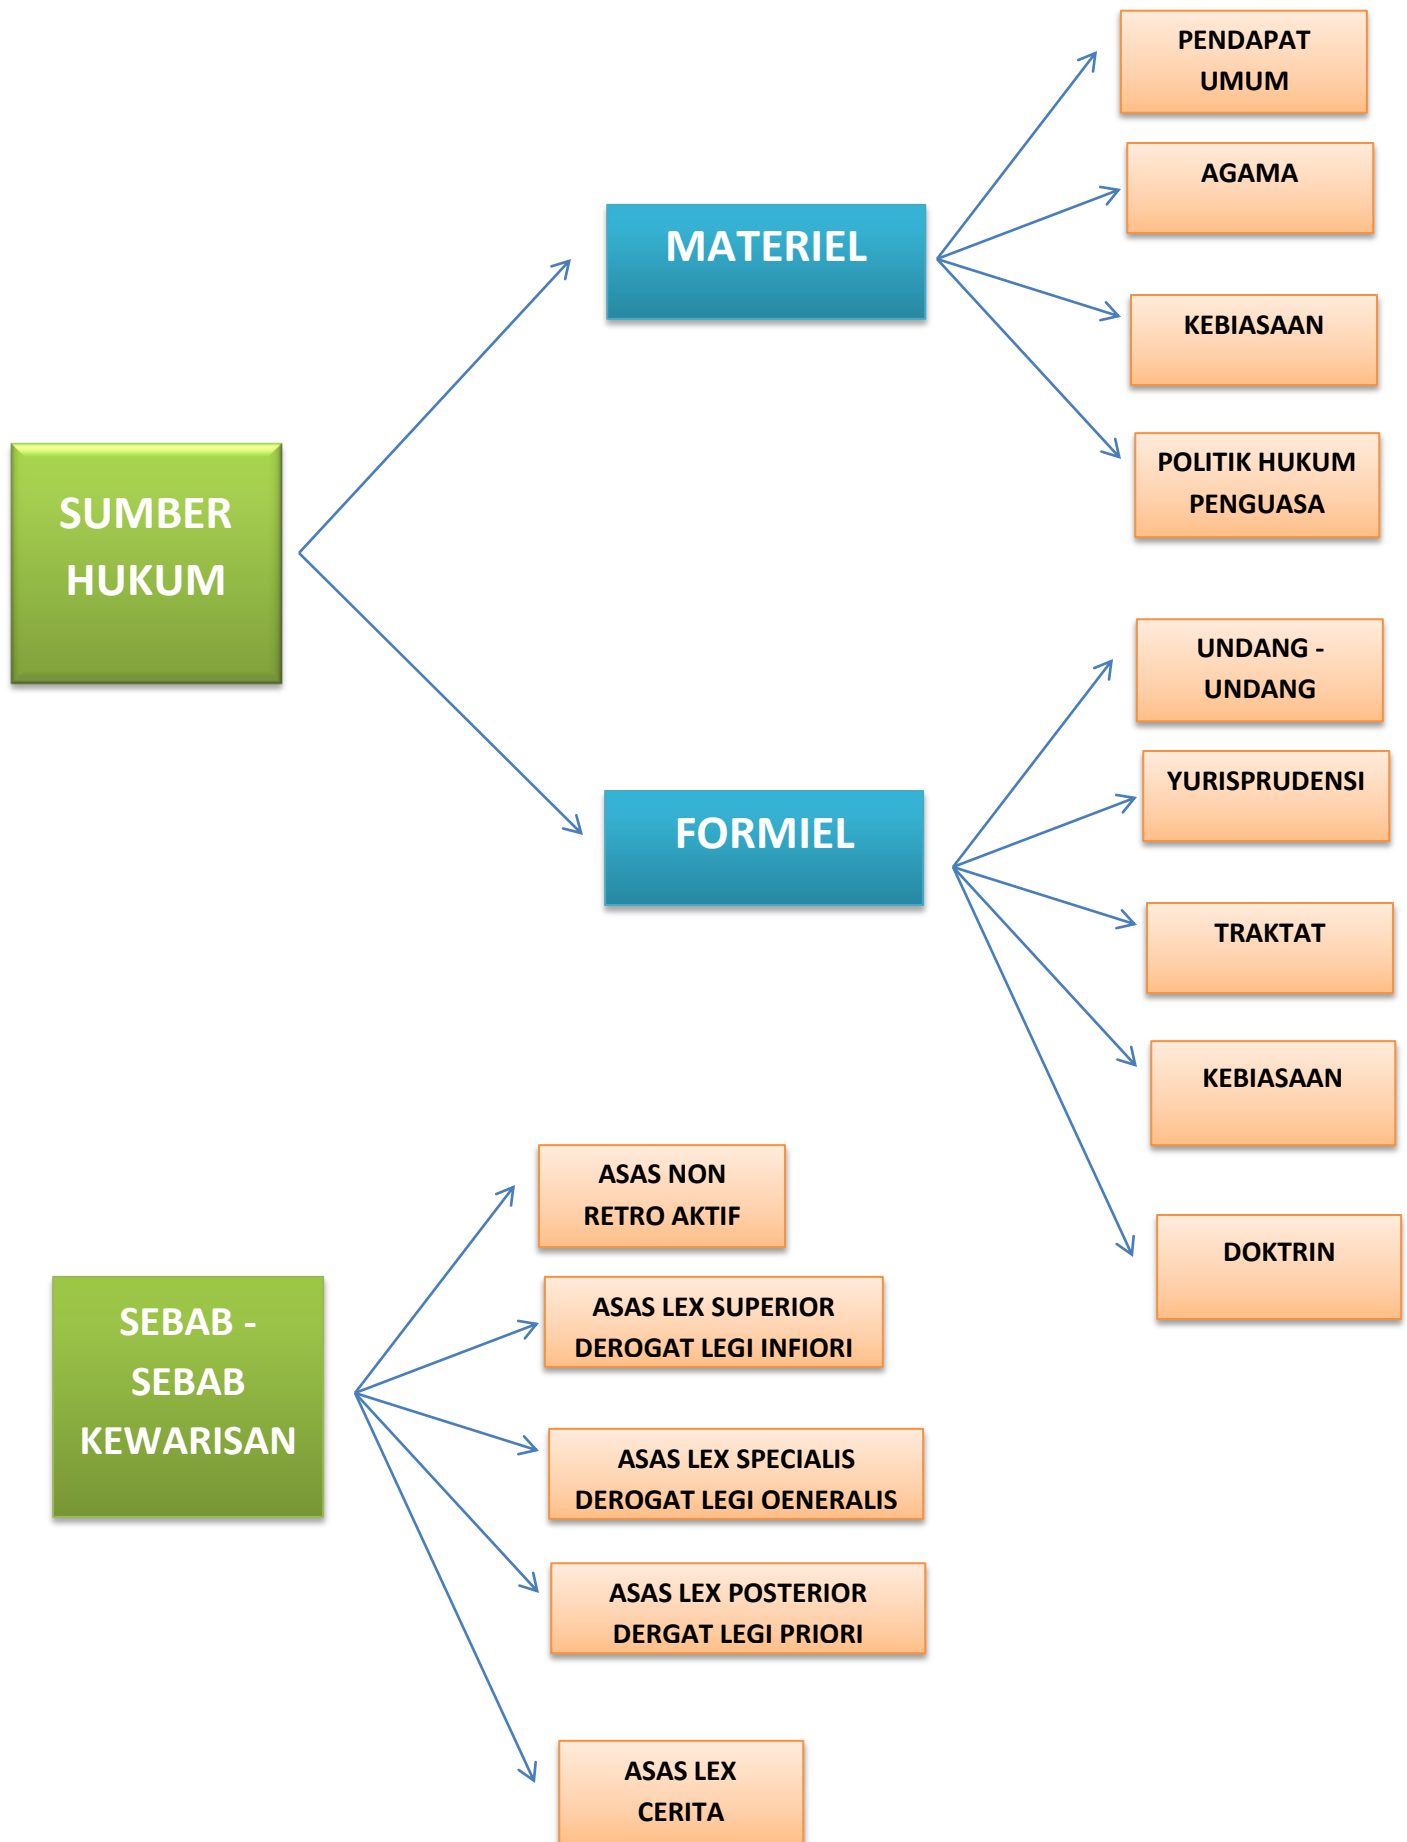 SUMBER
HUKUM
MATERIEL
PENDAPAT
UMUM
AGAMA
KEBIASAAN
POLITIK HUKUM
PENGUASA
FORMIEL
UNDANG -
UNDANG
YURISPRUDENSI
TRAKTAT
KEBIASAAN
DOKTRIN
SEBAB -
SEBAB
KEWARISAN
ASAS NON
RETRO AKTIF
ASAS LEX SUPERIOR
DEROGAT LEGI INFIORI
ASAS LEX SPECIALIS
DEROGAT LEGI OENERALIS
ASAS LEX POSTERIOR
DERGAT LEGI PRIORI
ASAS LEX
CERITA